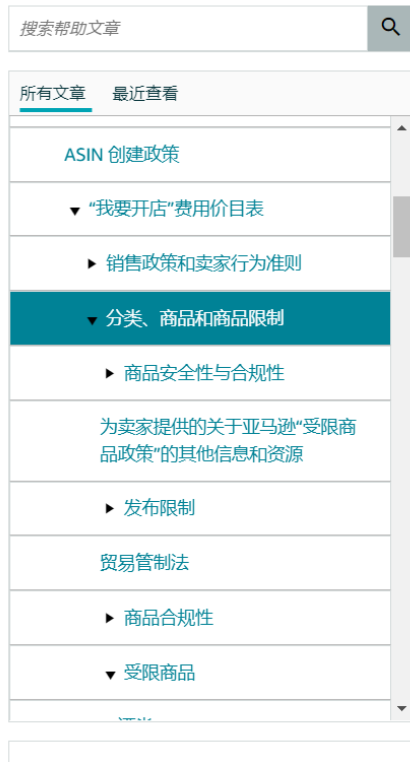 搜索帮助文章
所有文章 最近查看
ASIN 创建政策
“我要开店”费用价目表
销售政策和卖家行为准则
分类、商品和商品限制
商品安全性与合规性
为卖家提供的关于亚马逊“受限商
品政策”的其他信息和资源
发布限制
贸易管制法
商品合规性
受限商品